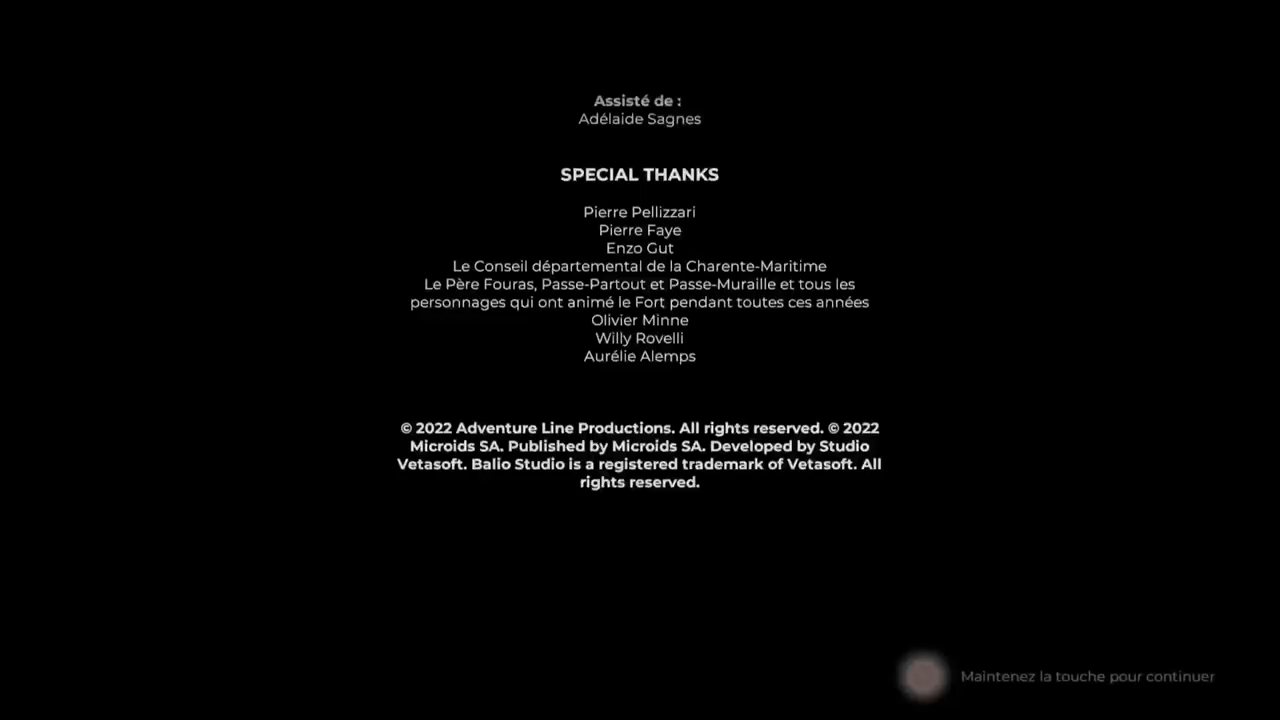 Assisté de :
Adélaide Sagnes
SPECIAL THANKS
Pierre Pellizzari
Pierre Faye
Enzo Gut
Le Conseil départemental de la Charente-Maritime
Le Père Fouras, Passe-Partout et Passe-Muraille et tous les
personnages qui ont animé le Fort pendant toutes ces années
Olivier Minne
Willy Rovelli
Aurélie Alemps
© 2022 Adventure Line Productions. All rights reserved. © 2022
Microids SA. Published by Microids SA. Developed by Studio
Vetasoft. Balio Studio is a registered trademark of Vetasoft. All
rights reserved.
Maintenez la touche pour continuer